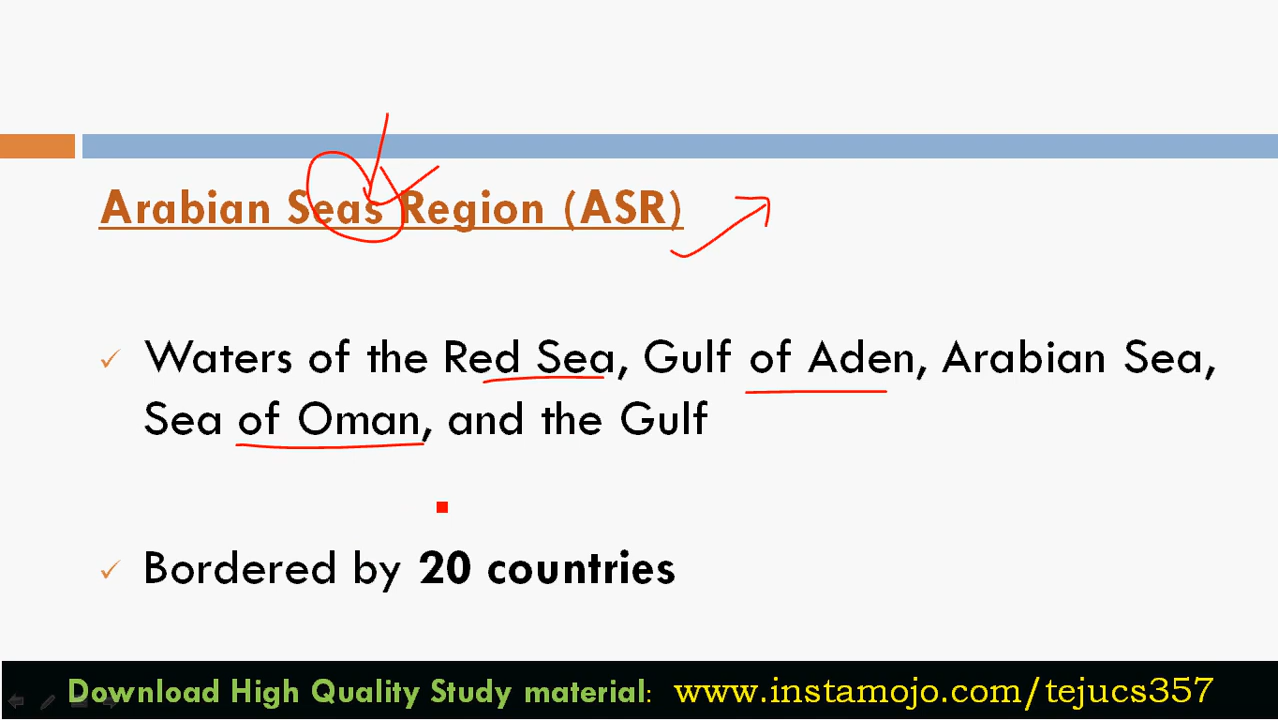 Arabian Seas Region (ASR)
Waters of the Red Sea, Gulf of Aden, Arabian Sea,
Sea of Oman, and the Gulf
Bordered by 20 countries
Download High Quality Study material: www.instamojo.com/tejucs357